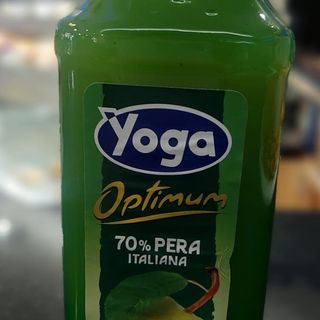 Yoga
Optimum
70% PERA
ITALIANA